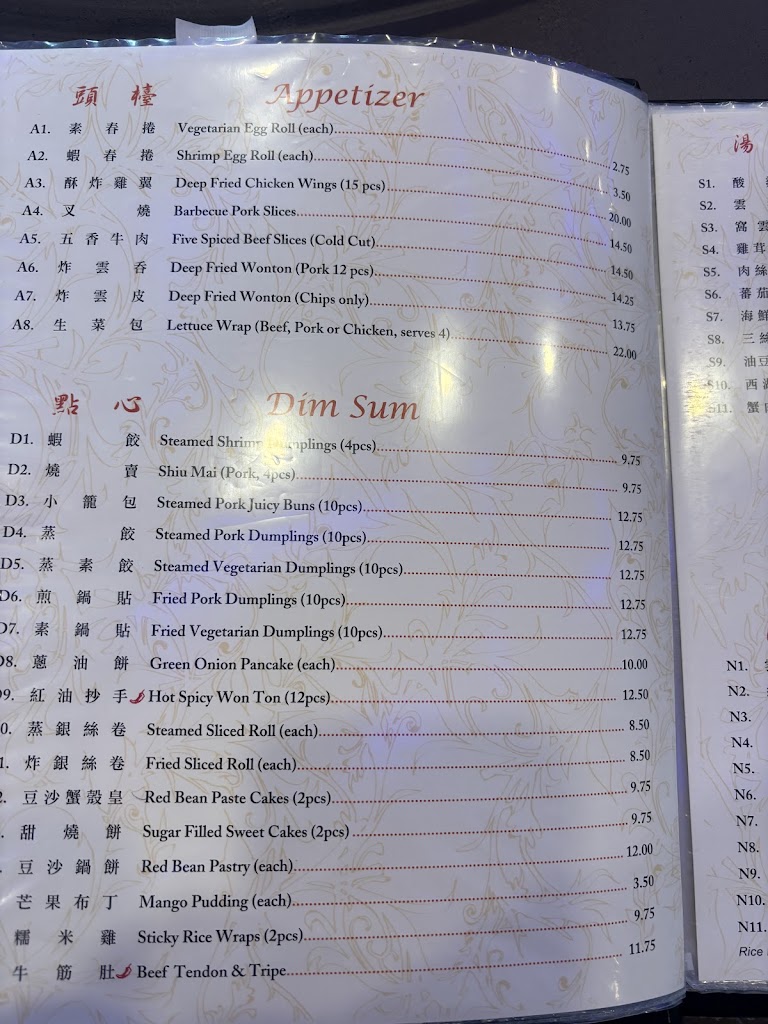 頭檯 Appetizer
A1. 素春捲 Vegetarian Egg Roll (each) 2.75
A2. 蝦春捲 Shrimp Egg Roll (each) 3.50
A3. 酥炸雞翼 Deep Fried Chicken Wings (15 pcs) 20.00
A4. 叉燒 Barbecue Pork Slices 14.50
A5. 五香牛肉 Five Spiced Beef Slices (Cold Cut) 14.50
A6. 炸雲吞 Deep Fried Wonton (Pork 12 pcs) 14.25
A7. 炸雲皮 Deep Fried Wonton (Chips only) 13.75
A8. 生菜包 Lettuce Wrap (Beef, Pork or Chicken, serves 4) 22.00
點心 Dim Sum
D1. 蝦餃 Steamed Shrimp Dumplings (4pcs) 9.75
D2. 燒賣 Shiu Mai (Pork, 4pcs) 9.75
D3. 小籠包 Steamed Pork Juicy Buns (10pcs) 12.75
D4. 蒸餃 Steamed Pork Dumplings (10pcs) 12.75
D5. 蒸素餃 Steamed Vegetarian Dumplings (10pcs) 12.75
D6. 煎鍋貼 Fried Pork Dumplings (10pcs) 12.75
D7. 素鍋貼 Fried Vegetarian Dumplings (10pcs) 12.75
D8. 蔥油餅 Green Onion Pancake (each) 10.00
9. 紅油抄手 Hot Spicy Won Ton (12pcs) 12.50
0. 蒸銀絲卷 Steamed Sliced Roll (each) 8.50
1. 炸銀絲卷 Fried Sliced Roll (each) 8.50
2. 豆沙蟹殼皇 Red Bean Paste Cakes (2pcs) 9.75
甜燒餅 Sugar Filled Sweet Cakes (2pcs) 9.75
豆沙鍋餅 Red Bean Pastry (each) 12.00
芒果布丁 Mango Pudding (each) 3.50
糯米雞 Sticky Rice Wraps (2pcs) 9.75
牛筋肚 Beef Tendon & Tripe 11.75
湯
S1. 酸
S2. 雲
S3. 窩雲
S4. 雞茸
S5. 肉絲
S6. 蕃茄
S7. 海鮮
S8. 三絲
S9. 油豆
S10. 西湖
S11. 蟹肉
N1.
N2.
N3.
N4.
N5.
N6.
N7.
N8.
N9.
N10.
N11.
Rice